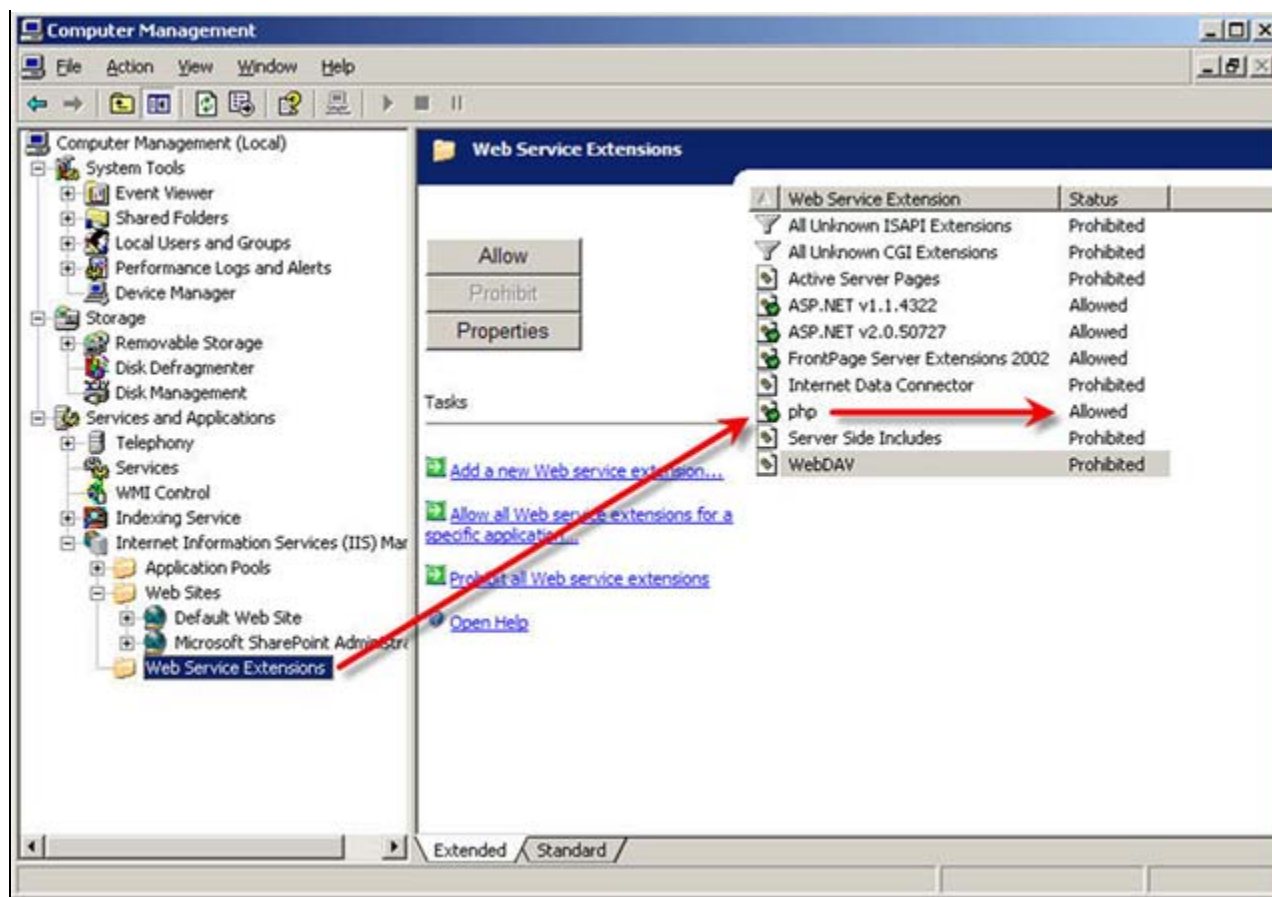 Computer Management
File Action View Window Help
Computer Management (Local)
System Tools
Event Viewer
Shared Folders
Local Users and Groups
Performance Logs and Alerts
Device Manager
Storage
Removable Storage
Disk Defragmenter
Disk Management
Services and Applications
Telephony
Services
WMI Control
Indexing Service
Internet Information Services (IIS) Mar
Application Pools
Web Sites
Default Web Site
Microsoft SharePoint Administra
Web Service Extensions
Web Service Extensions
Allow
Prohibit
Properties
Tasks
Add a new Web service extension...
Allow all Web service extensions for a
specific application...
Prohibit all Web service extensions
Open Help
Web Service Extension Status
All Unknown ISAPI Extensions Prohibited
All Unknown CGI Extensions Prohibited
Active Server Pages Prohibited
ASP.NET v1.1.4322 Allowed
ASP.NET v2.0.50727 Allowed
FrontPage Server Extensions 2002 Allowed
Internet Data Connector Prohibited
php Allowed
Server Side Includes Prohibited
WebDAV Prohibited
Extended Standard